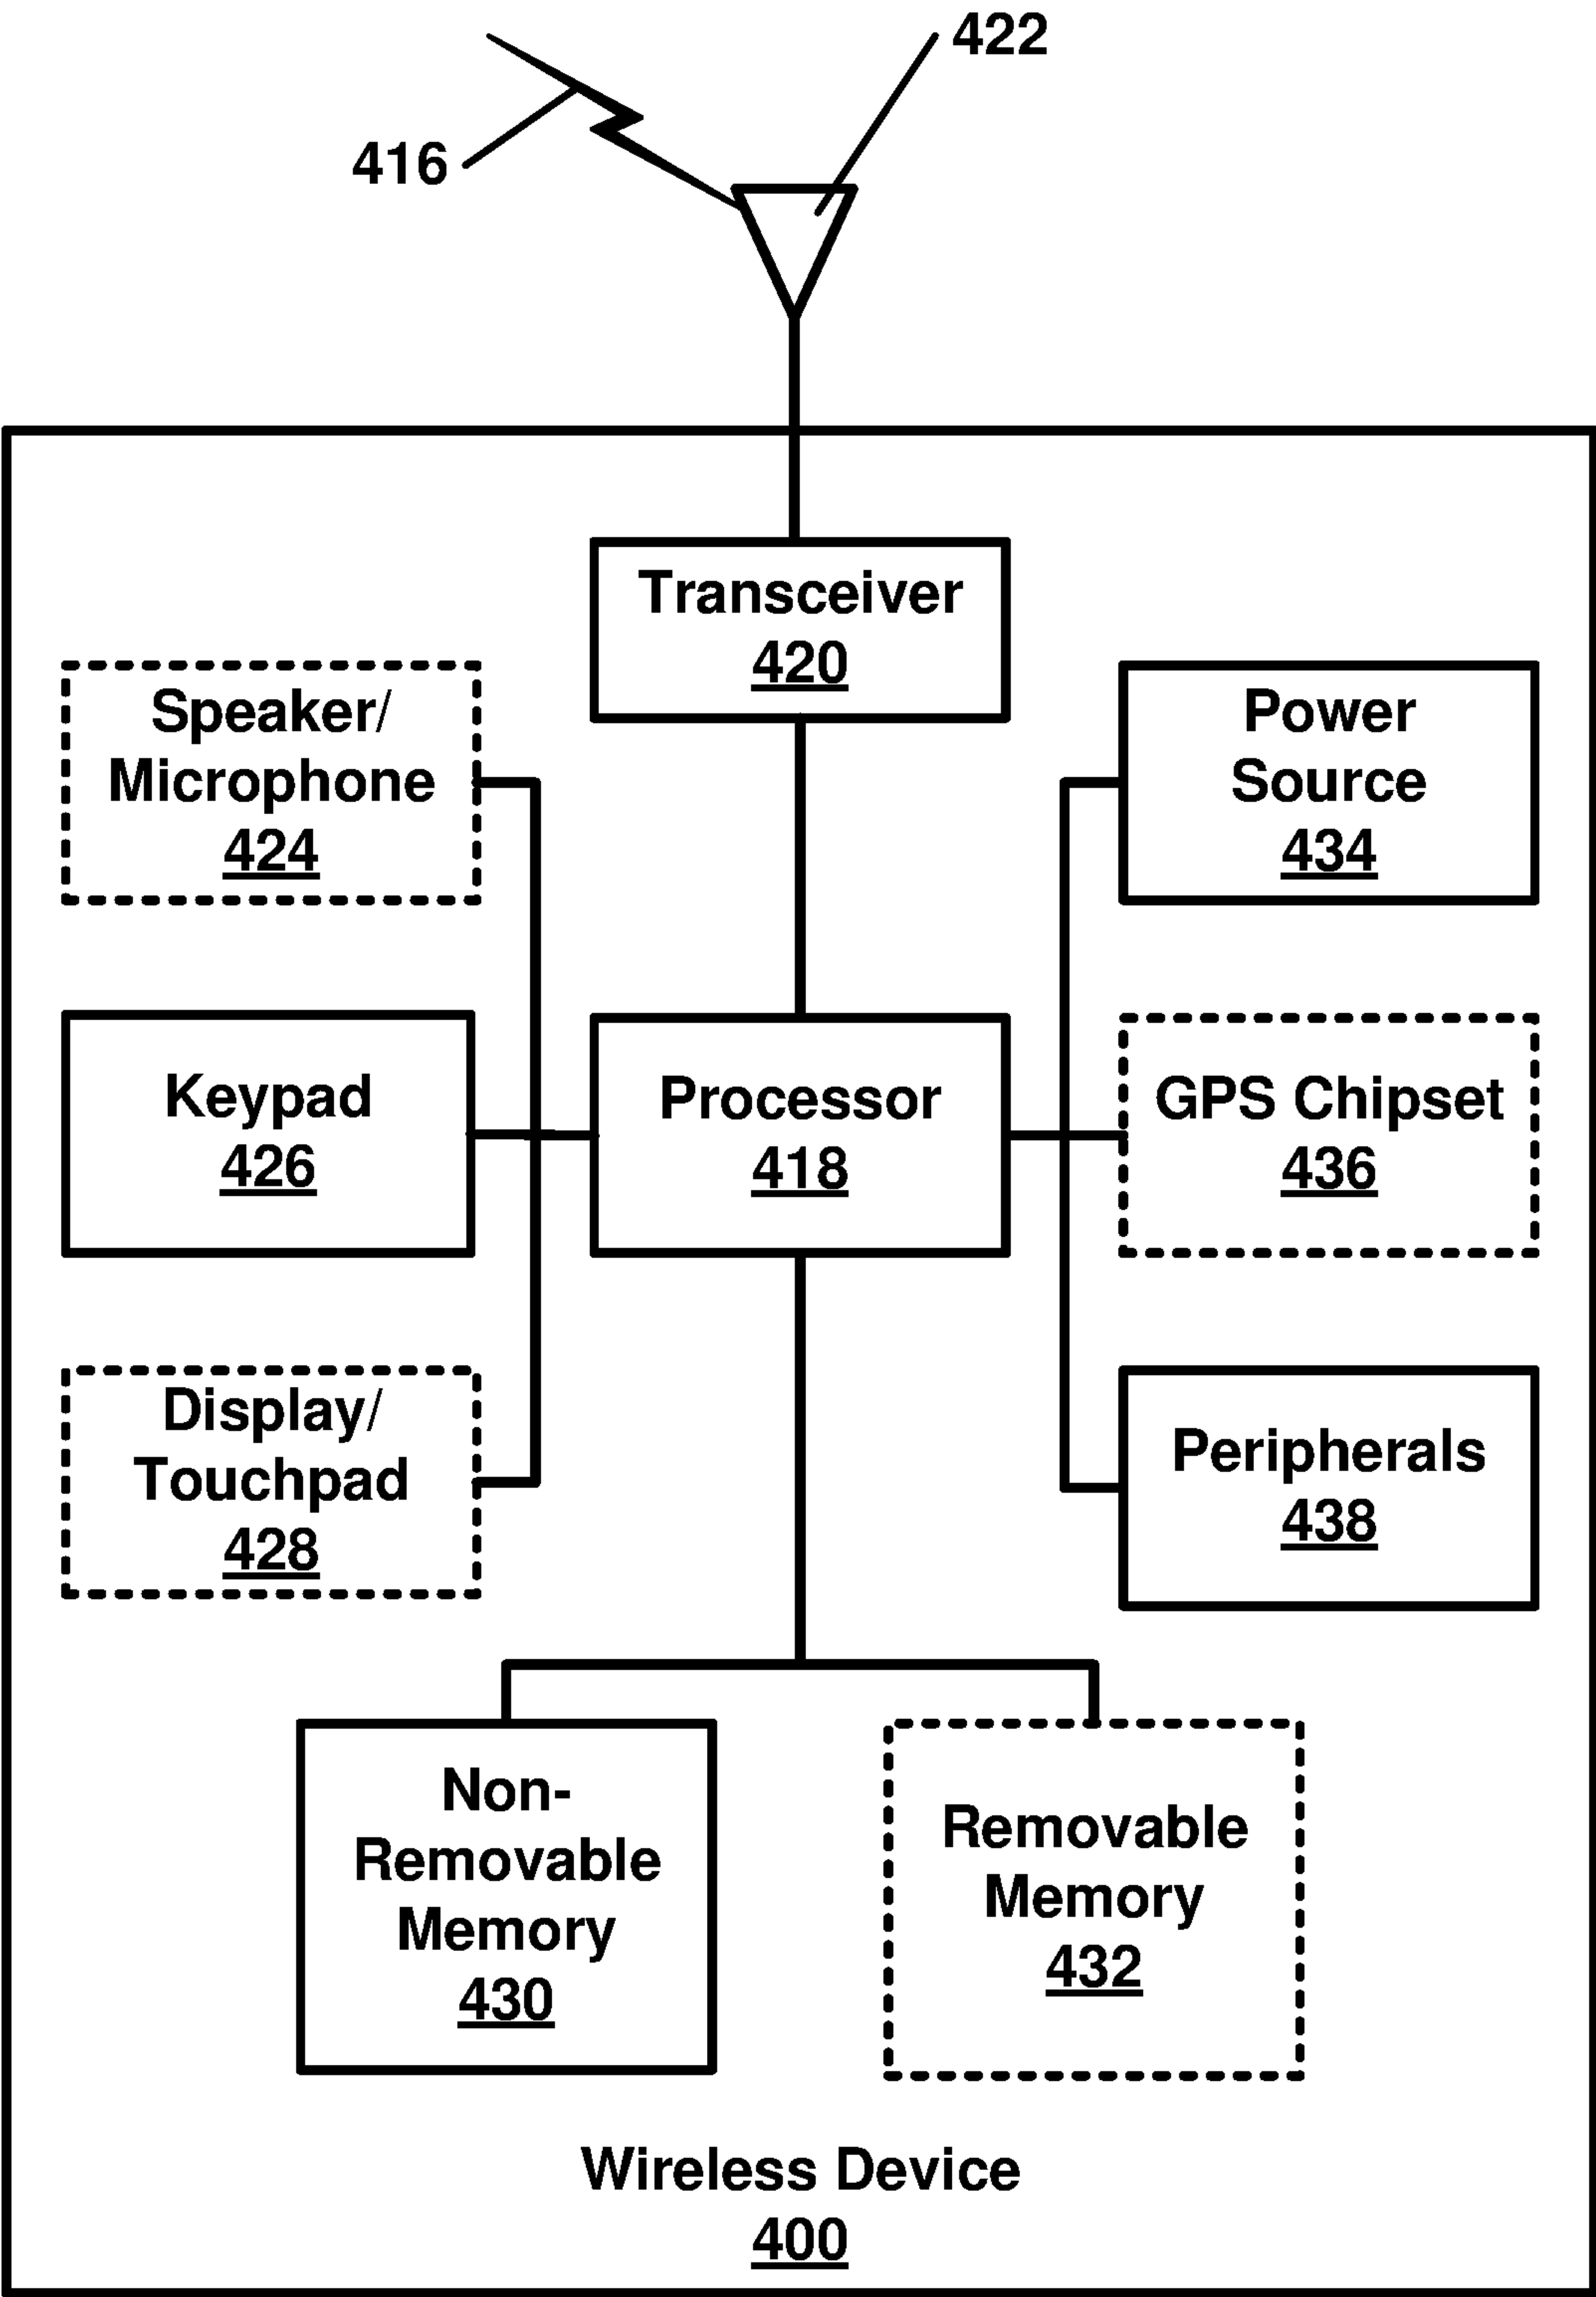 422
416
Transceiver
420
Speaker/
Microphone
424
Power
Source
434
Keypad
426
Processor
418
GPS Chipset
436
Display/
Touchpad
428
Peripherals
438
Non-
Removable
Memory
430
Removable
Memory
432
Wireless Device
400